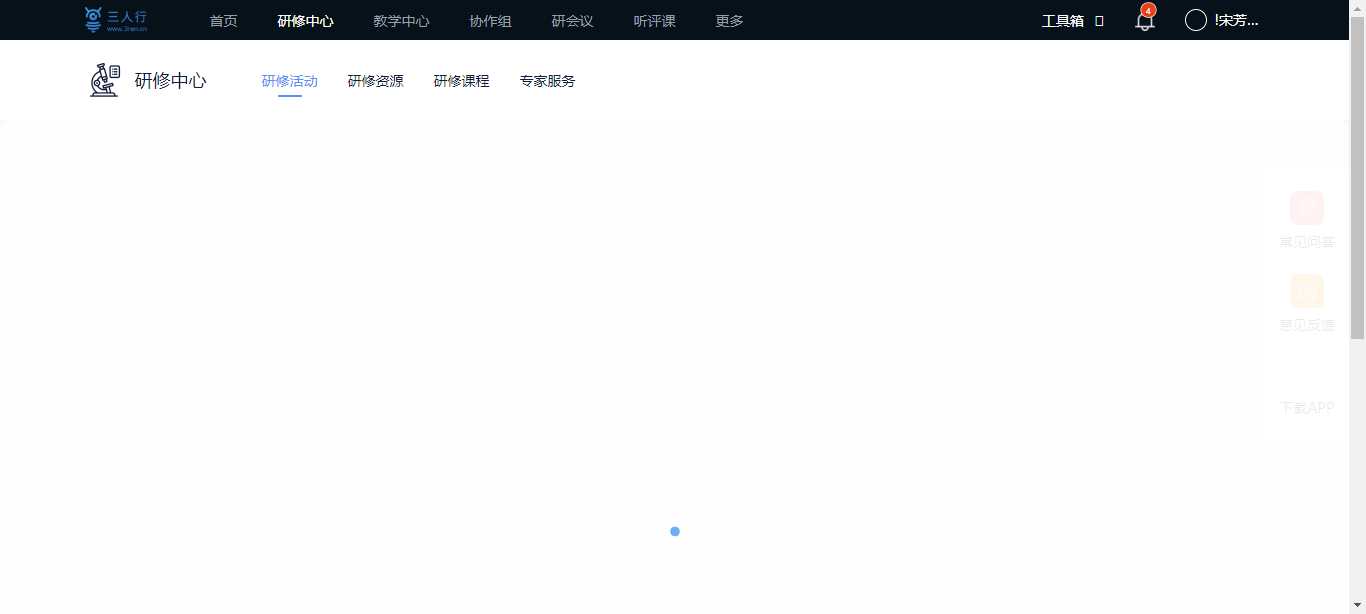 三人行 首页 研修中心 教学中心 协作组 研会议 听评课 更多 工具箱 4 !宋芳...
www.3ren.cn
研修中心 研修活动 研修资源 研修课程 专家服务
常见问答
意见反馈
下载APP